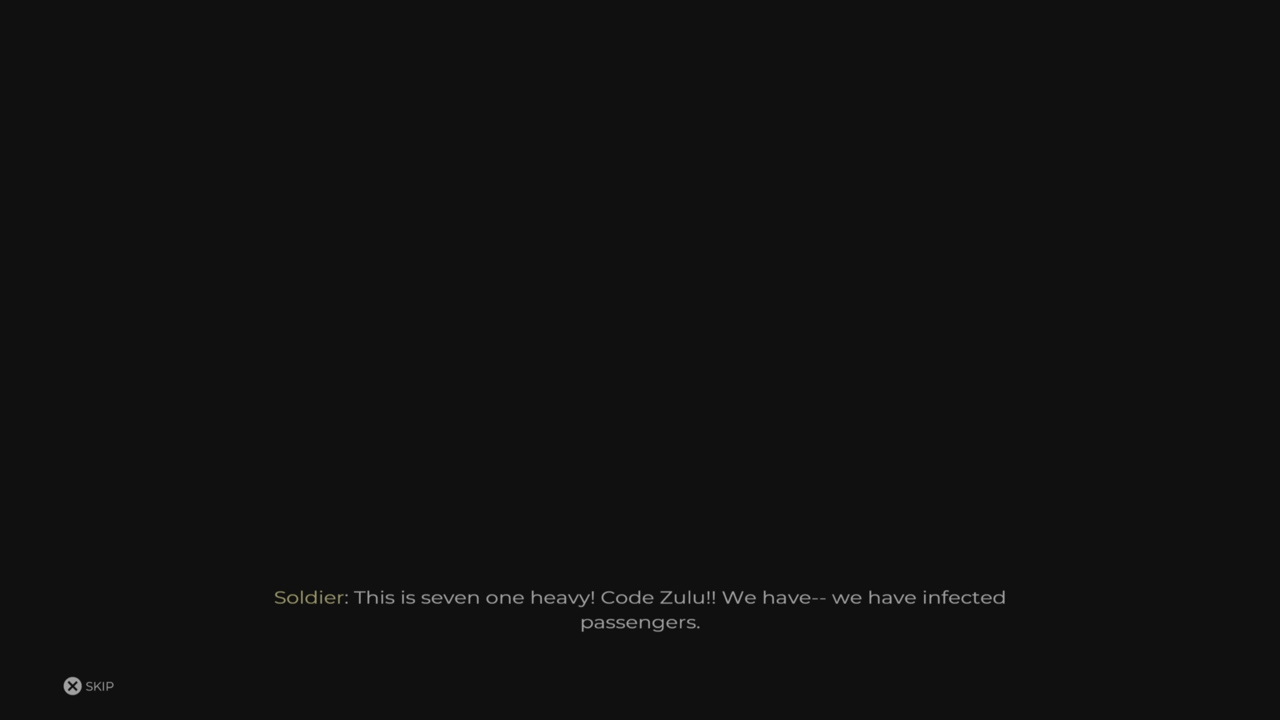 Soldier: This is seven one heavy! Code Zulu!! We have-- we have infected
passengers.
SKIP